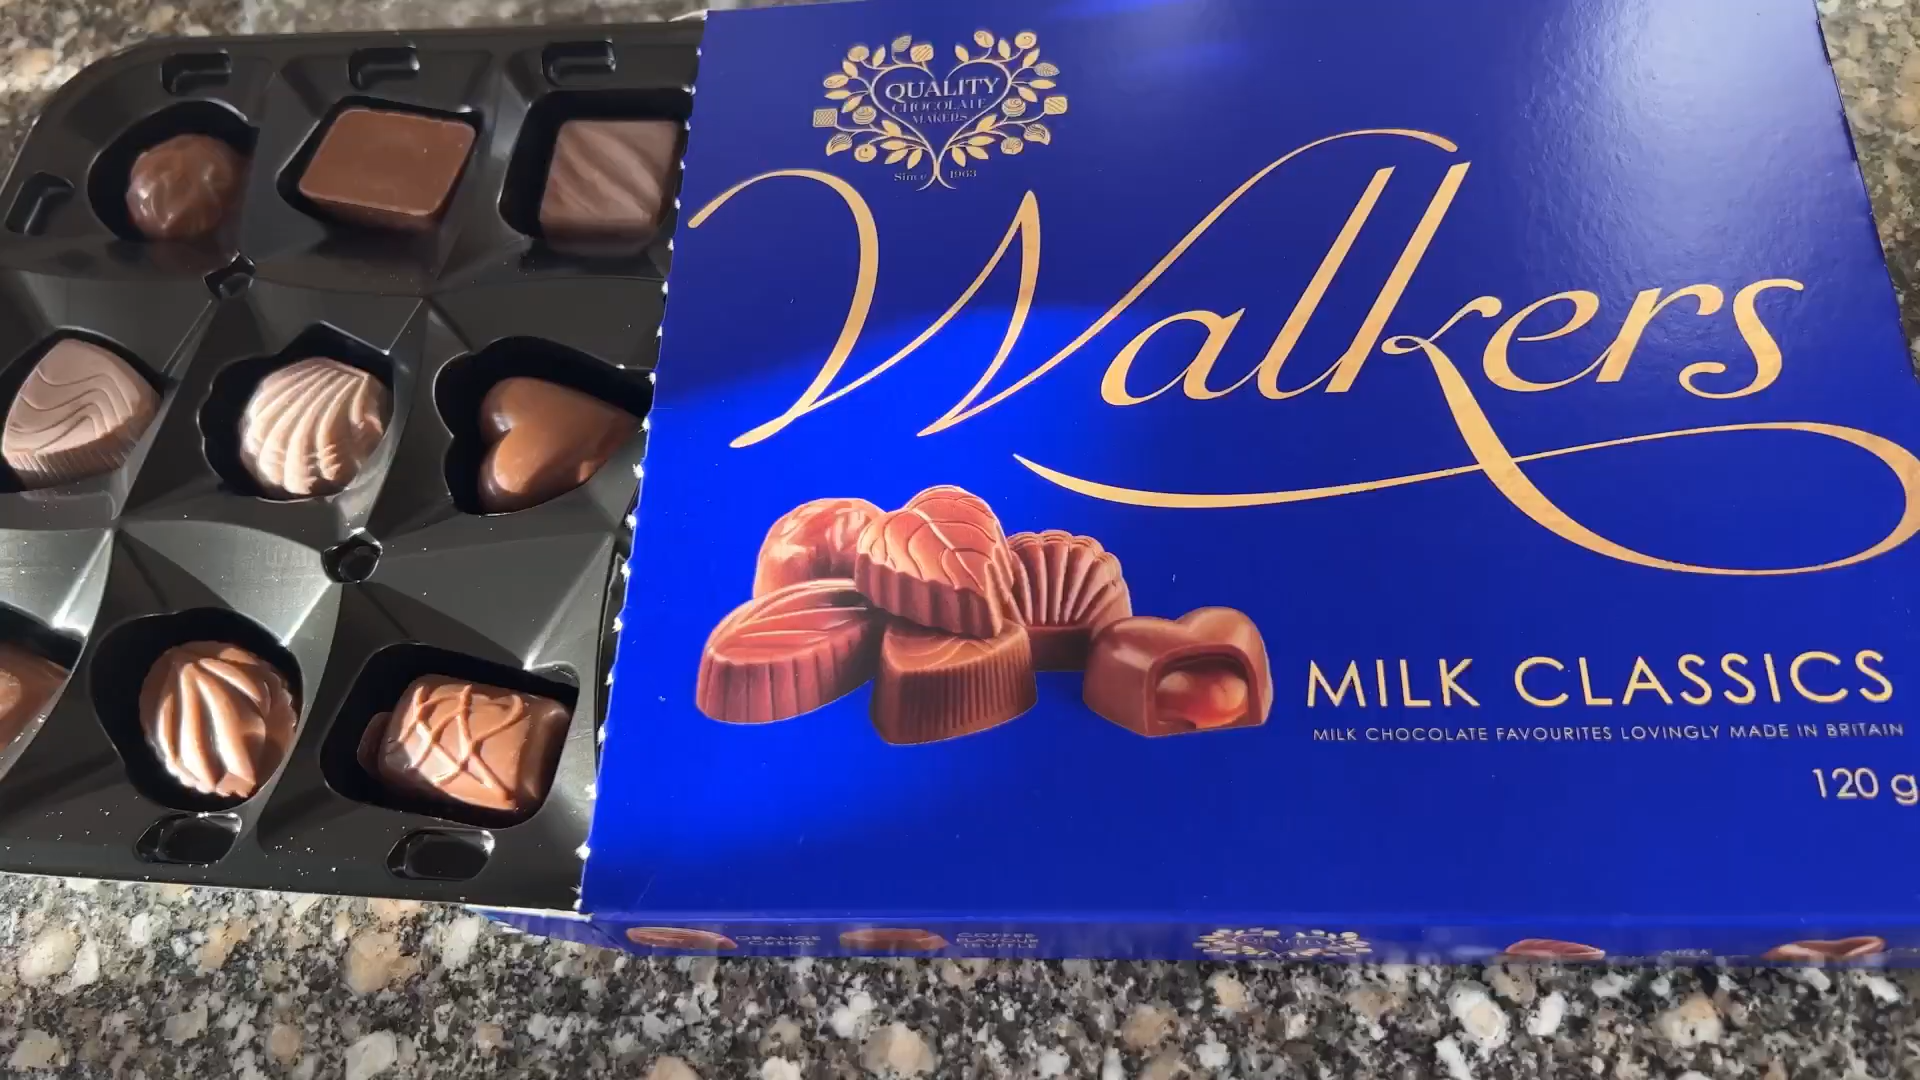 QUALITY
CHOCOLATE
MAKERS
Since 1963
Walkers
MILK CLASSICS
MILK CHOCOLATE FAVOURITES LOVINGLY MADE IN BRITAIN
120 g
ORANGE
CRÈME
COFFEE
FLAVOUR
TRUFFLE